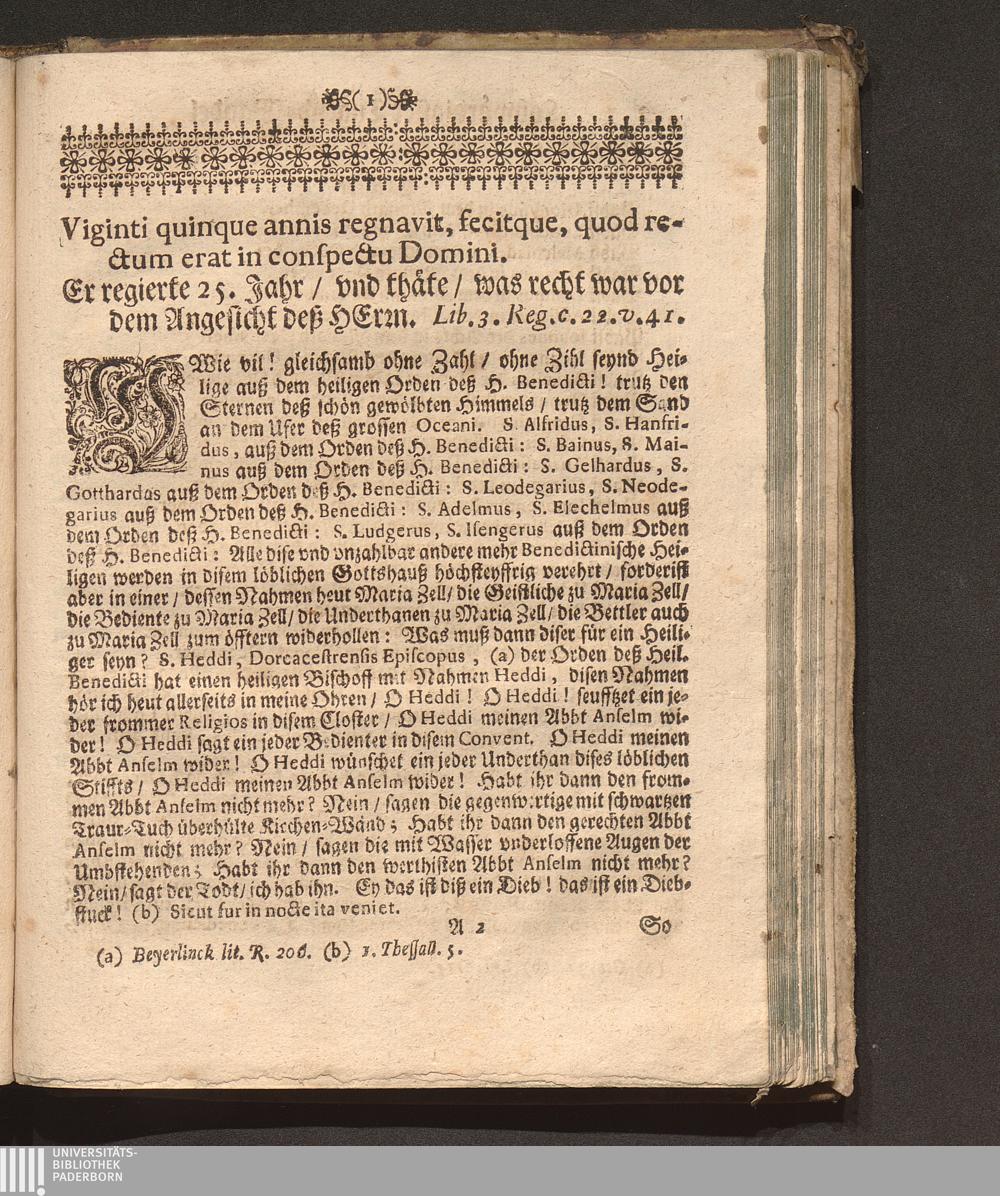 ( 1 )
Viginti quinque annis regnavit, fecitque, quod re-
ctum erat in conspectu Domini.
Er regierte 25. Jahr / vnd thäte / was recht war vor
dem Angesicht deß HErrn. Lib. 3. Reg. c. 22. v. 41.
WIe vil! gleichsamb ohne Zahl / ohne Zihl seynd Hei-
lige auß dem heiligen Orden deß H. Benedicti! trutz den
Sternen deß schön gewölbten Himmels / trutz dem Sand
an dem Ufer deß grossen Oceani. S. Alfridus, S. Hanfri-
dus, auß dem Orden deß H. Benedicti: S. Bainus, S. Mai-
nus auß dem Orden deß H. Benedicti: S. Gelhardus, S.
Gotthardus auß dem Orden deß H. Benedicti: S. Leodegarius, S. Neode-
garius auß dem Orden deß H. Benedicti: S. Adelmus, S. Elechelmus auß
dem Orden deß H. Benedicti: S. Ludgerus, S. Isengerus auß dem Orden
deß H. Benedicti: Alle dise vnd vnzahlbar andere mehr Benedictinische Hei-
ligen werden in disem löblichen Gottshauß höchsteyffrig verehrt / forderist
aber in einer / dessen Nahmen heut Maria Zell / die Geistliche zu Maria Zell /
die Bediente zu Maria Zell / die Underthanen zu Maria Zell / die Bettler auch
zu Maria Zell zum öfftern widerhollen: Was muß dann diser für ein Heili-
ger seyn? S. Heddi, Dorcacestrensis Episcopus, (a) der Orden deß Heil.
Benedicti hat einen heiligen Bischoff mit Nahmen Heddi, disen Nahmen
hör ich heut allerseits in meine Ohren / O Heddi! O Heddi! seufftzet ein je-
der frommer Religios in disem Closter / O Heddi meinen Abbt Anselm wi-
der! O Heddi sagt ein jeder Bedienter in disem Convent. O Heddi meinen
Abbt Anselm wider! O Heddi wünschet ein jeder Underthan dises löblichen
Stiffts / O Heddi meinen Abbt Anselm wider! Habt ihr dann den from-
men Abbt Anselm nicht mehr? Nein / sagen die gegenwärtige mit schwartzen
Traur-Tuch überhülte Kirchen-Wänd; Habt ihr dann den gerechten Abbt
Anselm nicht mehr? Nein / sagen die mit Wasser vnderloffene Augen der
Umbstehenden; Habt ihr dann den werthisten Abbt Anselm nicht mehr?
Nein / sagt der Todt / ich hab ihn. Ey das ist diß ein Dieb! das ist ein Dieb-
stuck! (b) Sicut fur in nocte ita veniet.
A 2 So
(a) Beyerlinck lit. R. 206. (b) 1. Thessall. 5.
UNIVERSITÄTS-
BIBLIOTHEK
PADERBORN